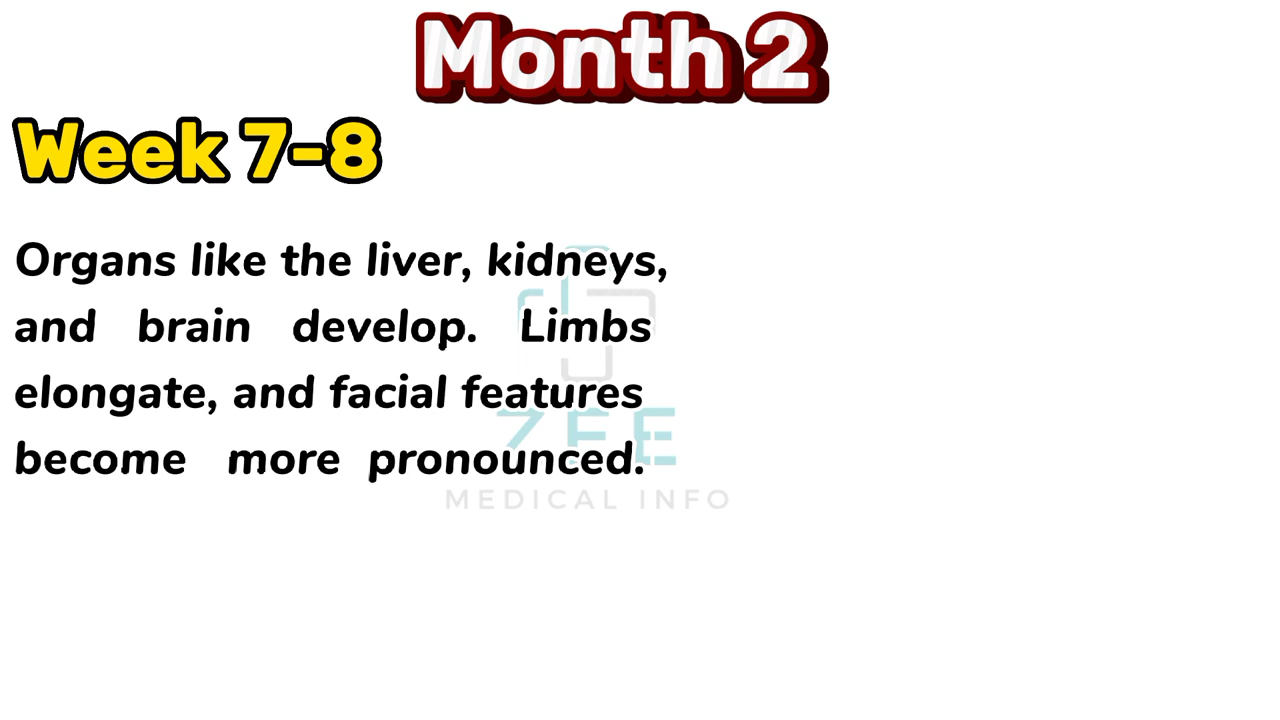 Month 2
Week 7-8
Organs like the liver, kidneys,
and brain develop. Limbs
elongate, and facial features
become more pronounced.
ZEE
MEDICAL INFO